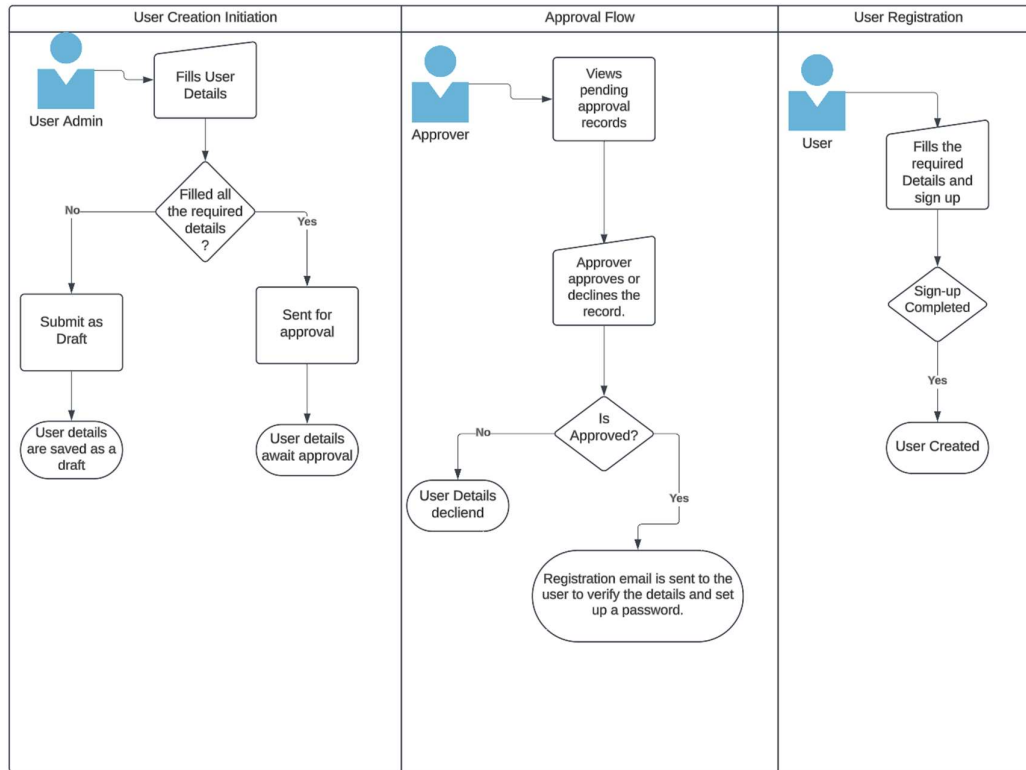 User Creation Initiation
Approval Flow
User Registration
User Admin
Fills User
Details
Filled all
the required
details
?
No
Yes
Submit as
Draft
Sent for
approval
User details
are saved as a
draft
User details
await approval
Approver
Views
pending
approval
records
Approver
approves or
declines the
record.
Is
Approved?
No
Yes
User Details
decliend
Registration email is sent to the
user to verify the details and set
up a password.
User
Fills the
required
Details and
sign up
Sign-up
Completed
Yes
User Created